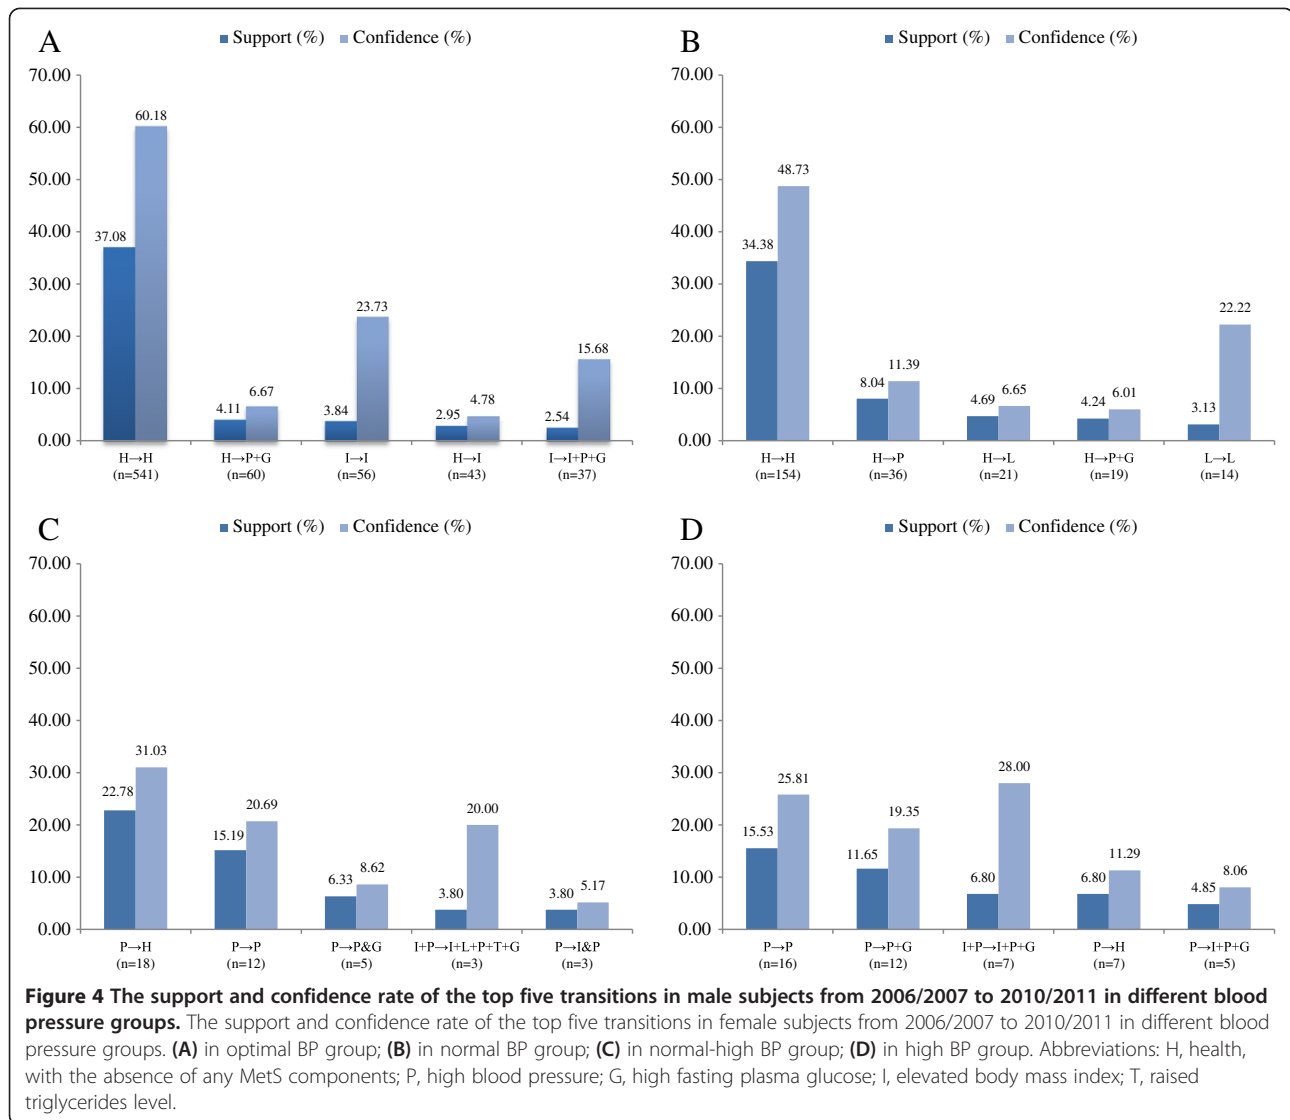 A
Support (%) Confidence (%)
70.00
60.00
50.00
40.00
30.00
20.00
10.00
0.00
37.08 60.18
4.11 6.67
3.84 23.73
2.95 4.78
2.54 15.68
H→H H→P+G I→I H→I I→I+P+G
(n=541) (n=60) (n=56) (n=43) (n=37)
B
Support (%) Confidence (%)
70.00
60.00
50.00
40.00
30.00
20.00
10.00
0.00
34.38 48.73
8.04 11.39
4.69 6.65
4.24 6.01
3.13 22.22
H→H H→P H→L H→P+G L→L
(n=154) (n=36) (n=21) (n=19) (n=14)
C
Support (%) Confidence (%)
70.00
60.00
50.00
40.00
30.00
20.00
10.00
0.00
22.78 31.03
15.19 20.69
6.33 8.62
3.80 20.00
3.80 5.17
P→H P→P P→P&G I+P→I+L+P+T+G P→I&P
(n=18) (n=12) (n=5) (n=3) (n=3)
D
Support (%) Confidence (%)
70.00
60.00
50.00
40.00
30.00
20.00
10.00
0.00
15.53 25.81
11.65 19.35
6.80 28.00
6.80 11.29
4.85 8.06
P→P P→P+G I+P→I+P+G P→H P→I+P+G
(n=16) (n=12) (n=7) (n=7) (n=5)
Figure 4 The support and confidence rate of the top five transitions in male subjects from 2006/2007 to 2010/2011 in different blood
pressure groups. The support and confidence rate of the top five transitions in female subjects from 2006/2007 to 2010/2011 in different blood
pressure groups. (A) in optimal BP group; (B) in normal BP group; (C) in normal-high BP group; (D) in high BP group. Abbreviations: H, health,
with the absence of any MetS components; P, high blood pressure; G, high fasting plasma glucose; I, elevated body mass index; T, raised
triglycerides level.